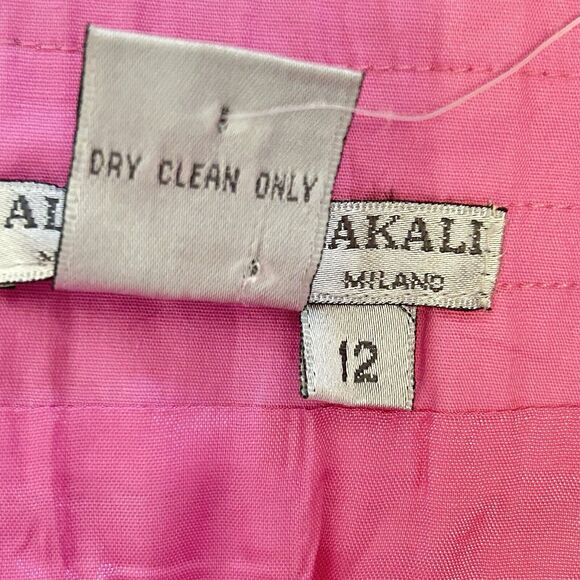 DRY CLEAN ONLY
AL AKALI
MILANO
12